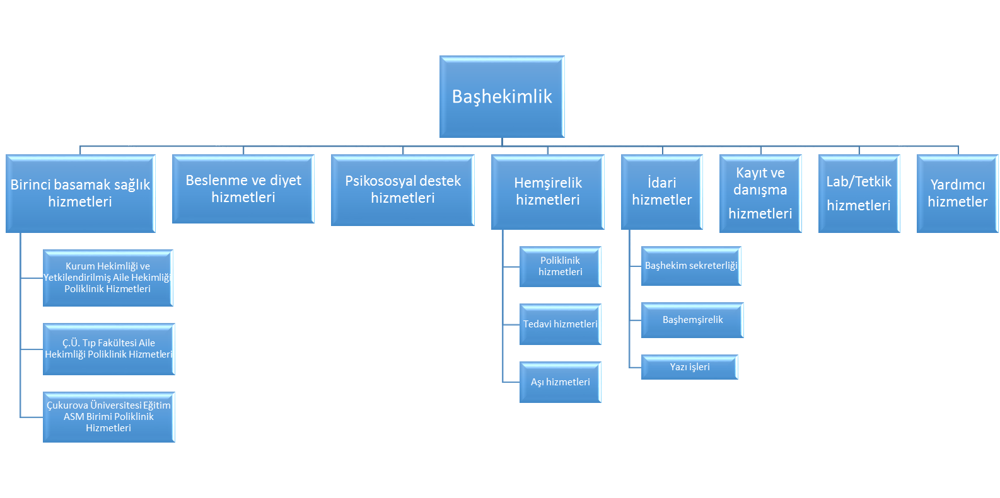 Başhekimlik
Birinci basamak sağlık
hizmetleri
Beslenme ve diyet
hizmetleri
Psikososyal destek
hizmetleri
Hemşirelik
hizmetleri
İdari
hizmetler
Kayıt ve
danışma
hizmetleri
Lab/Tetkik
hizmetleri
Yardımcı
hizmetler
Kurum Hekimliği ve
Yetkilendirilmiş Aile Hekimliği
Poliklinik Hizmetleri
Ç.Ü. Tıp Fakültesi Aile
Hekimliği Poliklinik Hizmetleri
Çukurova Üniversitesi Eğitim
ASM Birimi Poliklinik
Hizmetleri
Poliklinik
hizmetleri
Tedavi hizmetleri
Aşı hizmetleri
Başhekim sekreterliği
Başhemşirelik
Yazı işleri